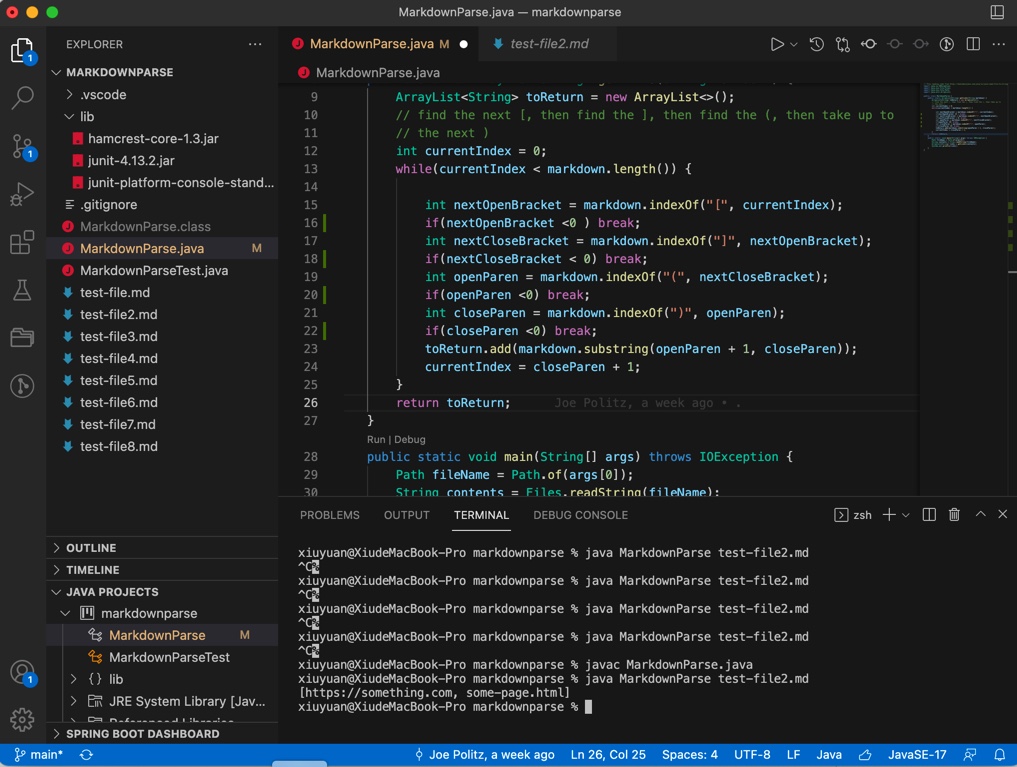 MarkdownParse.java — markdownparse
EXPLORER
MARKDOWNPARSE
.vscode
lib
hamcrest-core-1.3.jar
junit-4.13.2.jar
junit-platform-console-stand...
.gitignore
MarkdownParse.class
MarkdownParse.java M
MarkdownParseTest.java
test-file.md
test-file2.md
test-file3.md
test-file4.md
test-file5.md
test-file6.md
test-file7.md
test-file8.md
OUTLINE
TIMELINE
JAVA PROJECTS
markdownparse
MarkdownParse M
MarkdownParseTest
{} lib
JRE System Library [Jav...
Referenced Libraries
SPRING BOOT DASHBOARD
1
1
1
MarkdownParse.java M
test-file2.md
MarkdownParse.java
9 ArrayList<String> toReturn = new ArrayList<>();
10 // find the next [, then find the ], then find the (, then take up to
11 // the next )
12 int currentIndex = 0;
13 while(currentIndex < markdown.length()) {
14
15 int nextOpenBracket = markdown.indexOf("[", currentIndex);
16 if(nextOpenBracket <0 ) break;
17 int nextCloseBracket = markdown.indexOf("]", nextOpenBracket);
18 if(nextCloseBracket < 0) break;
19 int openParen = markdown.indexOf("(", nextCloseBracket);
20 if(openParen <0) break;
21 int closeParen = markdown.indexOf(")", openParen);
22 if(closeParen <0) break;
23 toReturn.add(markdown.substring(openParen + 1, closeParen));
24 currentIndex = closeParen + 1;
25 }
26 return toReturn; Joe Politz, a week ago • .
27 }
Run | Debug
28 public static void main(String[] args) throws IOException {
29 Path fileName = Path.of(args[0]);
30 String contents = Files.readString(fileName);
PROBLEMS OUTPUT TERMINAL DEBUG CONSOLE
zsh
xiuyuan@XiudeMacBook-Pro markdownparse % java MarkdownParse test-file2.md
^C%
xiuyuan@XiudeMacBook-Pro markdownparse % java MarkdownParse test-file2.md
^C%
xiuyuan@XiudeMacBook-Pro markdownparse % java MarkdownParse test-file2.md
^C%
xiuyuan@XiudeMacBook-Pro markdownparse % java MarkdownParse test-file2.md
^C%
xiuyuan@XiudeMacBook-Pro markdownparse % javac MarkdownParse.java
xiuyuan@XiudeMacBook-Pro markdownparse % java MarkdownParse test-file2.md
[https://something.com, some-page.html]
xiuyuan@XiudeMacBook-Pro markdownparse %
main* Joe Politz, a week ago Ln 26, Col 25 Spaces: 4 UTF-8 LF Java JavaSE-17